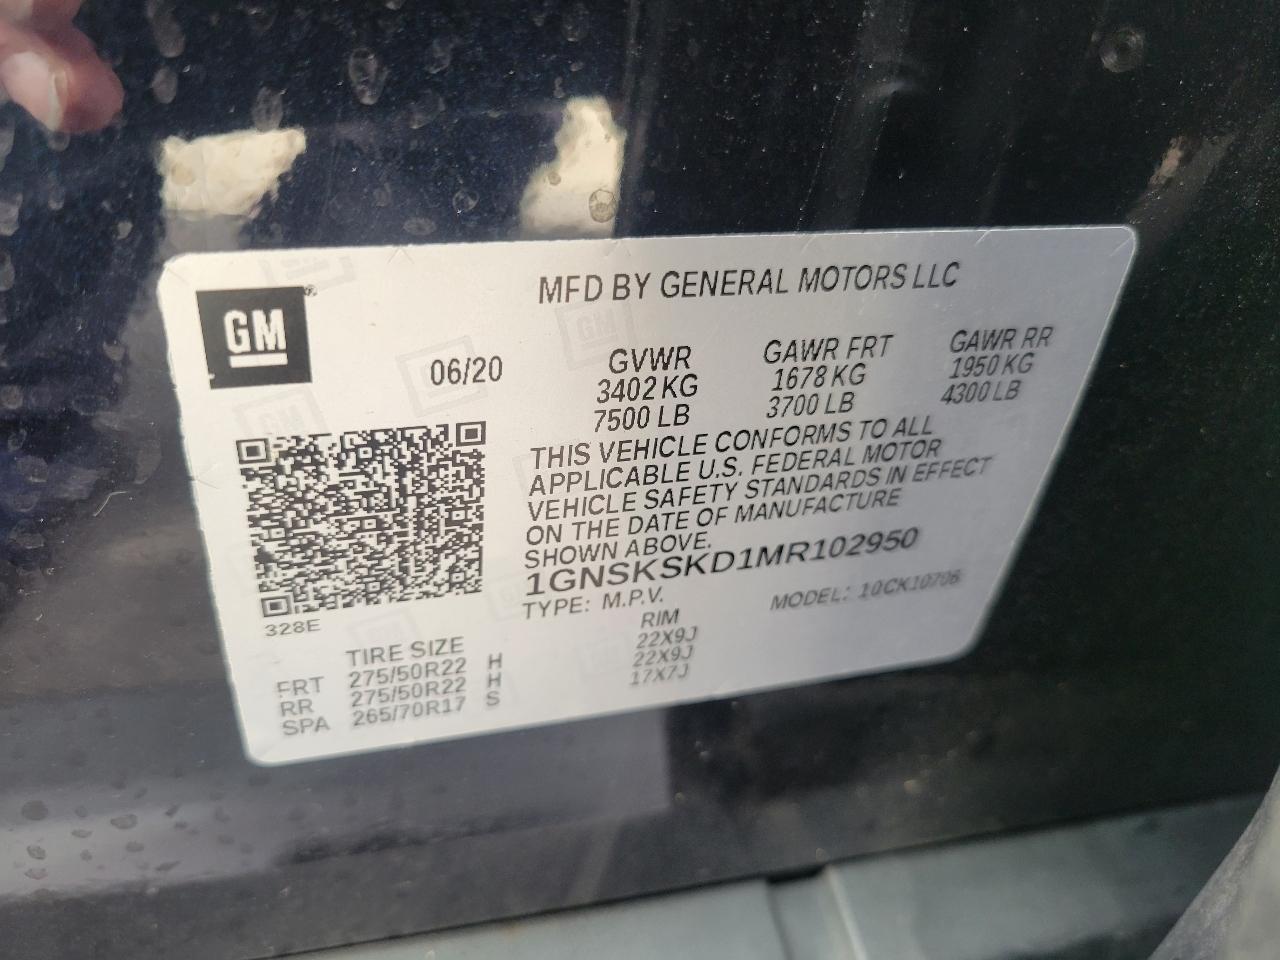 MFD BY GENERAL MOTORS LLC
GM
06/20
GVWR
3402 KG
7500 LB
GAWR FRT
1678 KG
3700 LB
GAWR RR
1950 KG
4300 LB
THIS VEHICLE CONFORMS TO ALL
APPLICABLE U.S. FEDERAL MOTOR
VEHICLE SAFETY STANDARDS IN EFFECT
ON THE DATE OF MANUFACTURE
SHOWN ABOVE.
1GNSKSKD1MR102950
TYPE: M.P.V. MODEL: 10CK10706
328E
TIRE SIZE RIM
FRT 275/50R22 H 22X9J
RR 275/50R22 H 22X9J
SPA 265/70R17 S 17X7J